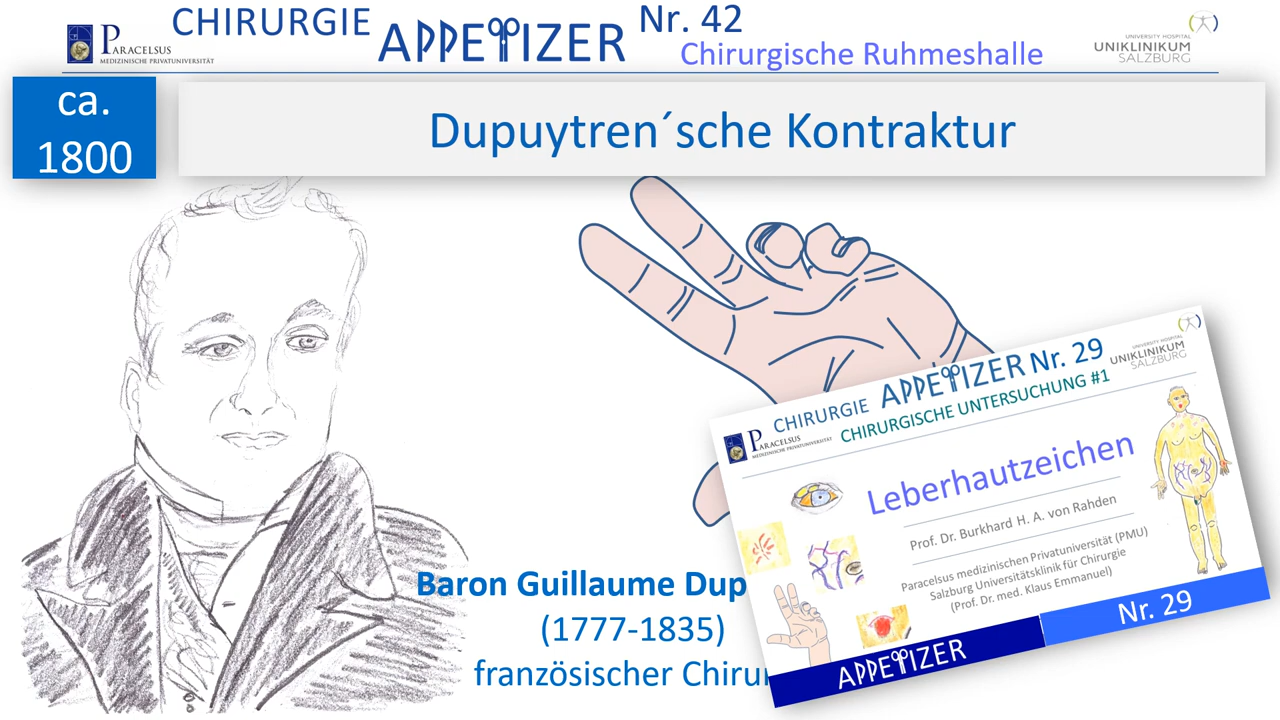 PARACELSUS
MEDIZINISCHE PRIVATUNIVERSITÄT
CHIRURGIE APPETIZER Nr. 42
Chirurgische Ruhmeshalle
UNIVERSITY HOSPITAL
UNIKLINIKUM
SALZBURG
ca.
1800
Dupuytren´sche Kontraktur
Baron Guillaume Dup
(1777-1835)
französischer Chirur
PARACELSUS
MEDIZINISCHE PRIVATUNIVERSITÄT
CHIRURGIE APPETIZER Nr. 29
CHIRURGISCHE UNTERSUCHUNG #1
UNIVERSITY HOSPITAL
UNIKLINIKUM
SALZBURG
Leberhautzeichen
Prof. Dr. Burkhard H. A. von Rahden
Paracelsus medizinischen Privatuniversität (PMU)
Salzburg Universitätsklinik für Chirurgie
(Prof. Dr. med. Klaus Emmanuel)
APPETIZER
Nr. 29